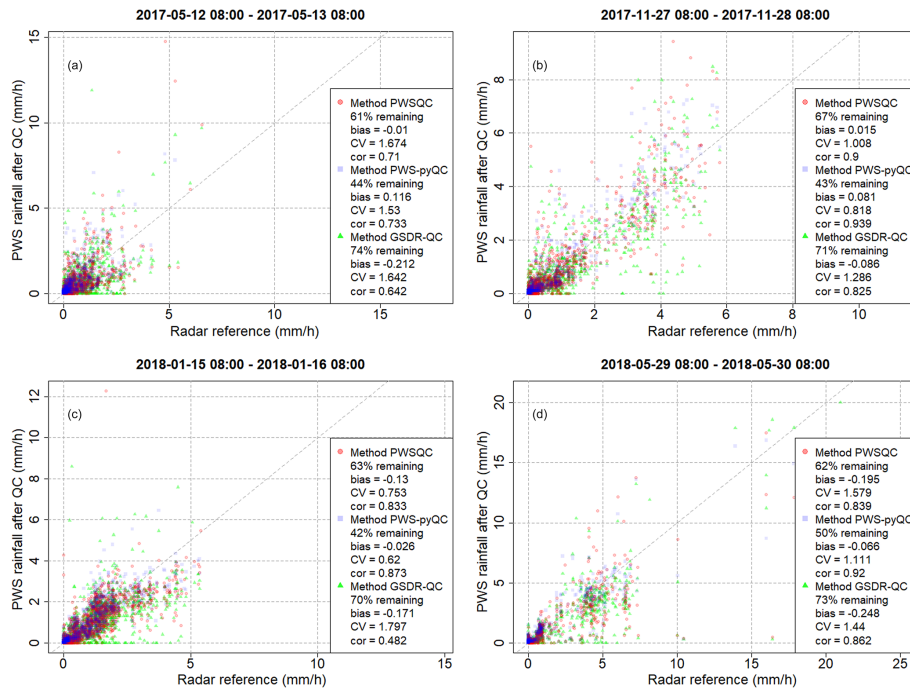 2017-05-12 08:00 - 2017-05-13 08:00
(a)
PWS rainfall after QC (mm/h)
15
10
5
0
0
5
10
15
Radar reference (mm/h)
Method PWSQC
61% remaining
bias = -0.01
CV = 1.674
cor = 0.71
Method PWS-pyQC
44% remaining
bias = 0.116
CV = 1.53
cor = 0.733
Method GSDR-QC
74% remaining
bias = -0.212
CV = 1.642
cor = 0.642
2017-11-27 08:00 - 2017-11-28 08:00
(b)
PWS rainfall after QC (mm/h)
8
6
4
2
0
0
2
4
6
8
10
Radar reference (mm/h)
Method PWSQC
67% remaining
bias = 0.015
CV = 1.008
cor = 0.9
Method PWS-pyQC
43% remaining
bias = 0.081
CV = 0.818
cor = 0.939
Method GSDR-QC
71% remaining
bias = -0.086
CV = 1.286
cor = 0.825
2018-01-15 08:00 - 2018-01-16 08:00
(c)
PWS rainfall after QC (mm/h)
12
10
8
6
4
2
0
0
5
10
15
Radar reference (mm/h)
Method PWSQC
63% remaining
bias = -0.13
CV = 0.753
cor = 0.833
Method PWS-pyQC
42% remaining
bias = -0.026
CV = 0.62
cor = 0.873
Method GSDR-QC
70% remaining
bias = -0.171
CV = 1.797
cor = 0.482
2018-05-29 08:00 - 2018-05-30 08:00
(d)
PWS rainfall after QC (mm/h)
20
15
10
5
0
0
5
10
15
20
25
Radar reference (mm/h)
Method PWSQC
62% remaining
bias = -0.195
CV = 1.579
cor = 0.839
Method PWS-pyQC
50% remaining
bias = -0.066
CV = 1.111
cor = 0.92
Method GSDR-QC
73% remaining
bias = -0.248
CV = 1.44
cor = 0.862